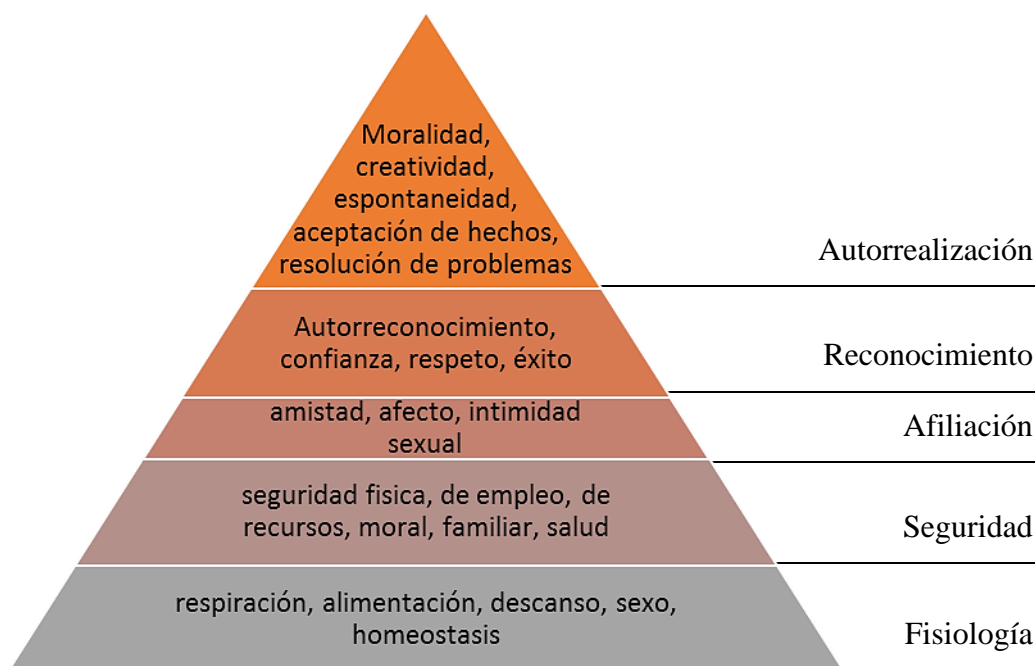 Moralidad,
creatividad,
espontaneidad,
aceptación de hechos,
resolución de problemas
Autorrealización
Autorreconocimiento,
confianza, respeto, éxito
Reconocimiento
amistad, afecto, intimidad
sexual
Afiliación
seguridad fisica, de empleo, de
recursos, moral, familiar, salud
Seguridad
respiración, alimentación, descanso, sexo,
homeostasis
Fisiología